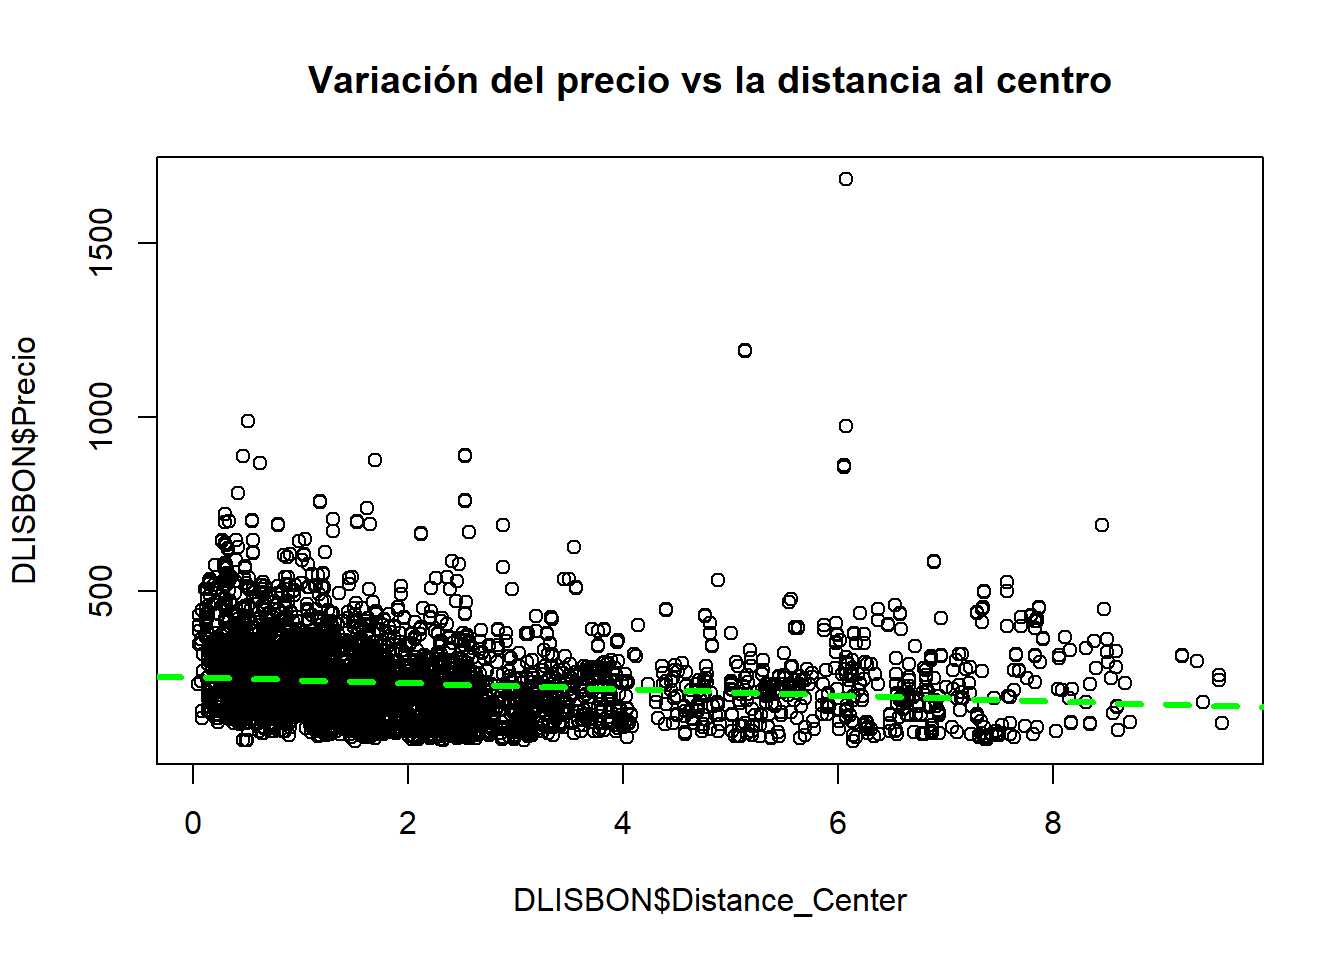 Variación del precio vs la distancia al centro
DLISBON$Precio
1500
1000
500
0 2 4 6 8
DLISBON$Distance_Center